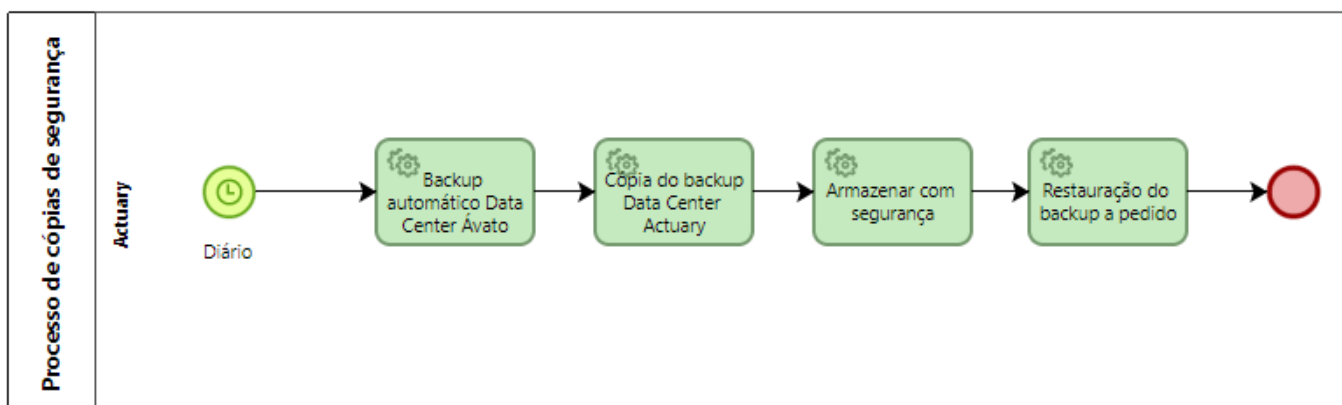 Processo de cópias de segurança
Actuary
Diário
Backup
automático Data
Center Ávato
Cópia do backup
Data Center
Actuary
Armazenar com
segurança
Restauração do
backup a pedido